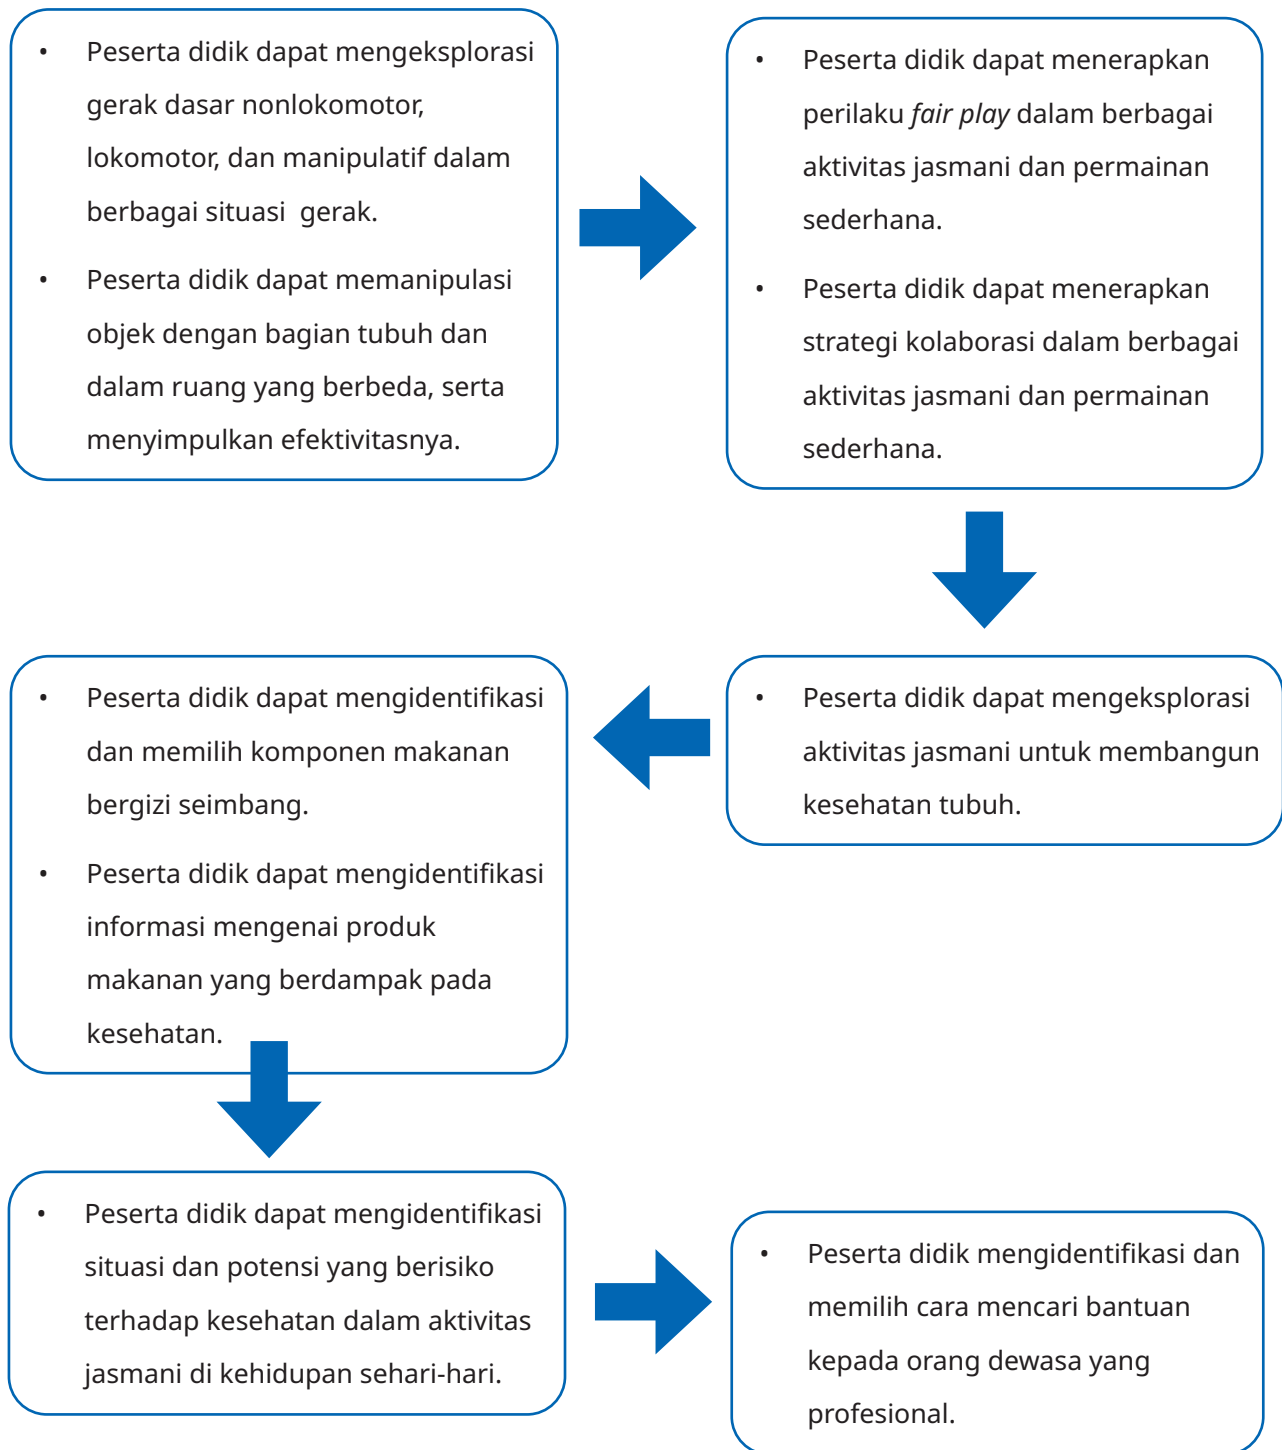 • Peserta didik dapat mengeksplorasi
gerak dasar nonlokomotor,
lokomotor, dan manipulatif dalam
berbagai situasi gerak.
• Peserta didik dapat memanipulasi
objek dengan bagian tubuh dan
dalam ruang yang berbeda, serta
menyimpulkan efektivitasnya.
• Peserta didik dapat menerapkan
perilaku fair play dalam berbagai
aktivitas jasmani dan permainan
sederhana.
• Peserta didik dapat menerapkan
strategi kolaborasi dalam berbagai
aktivitas jasmani dan permainan
sederhana.
• Peserta didik dapat mengeksplorasi
aktivitas jasmani untuk membangun
kesehatan tubuh.
• Peserta didik dapat mengidentifikasi
dan memilih komponen makanan
bergizi seimbang.
• Peserta didik dapat mengidentifikasi
informasi mengenai produk
makanan yang berdampak pada
kesehatan.
• Peserta didik dapat mengidentifikasi
situasi dan potensi yang berisiko
terhadap kesehatan dalam aktivitas
jasmani di kehidupan sehari-hari.
• Peserta didik mengidentifikasi dan
memilih cara mencari bantuan
kepada orang dewasa yang
profesional.